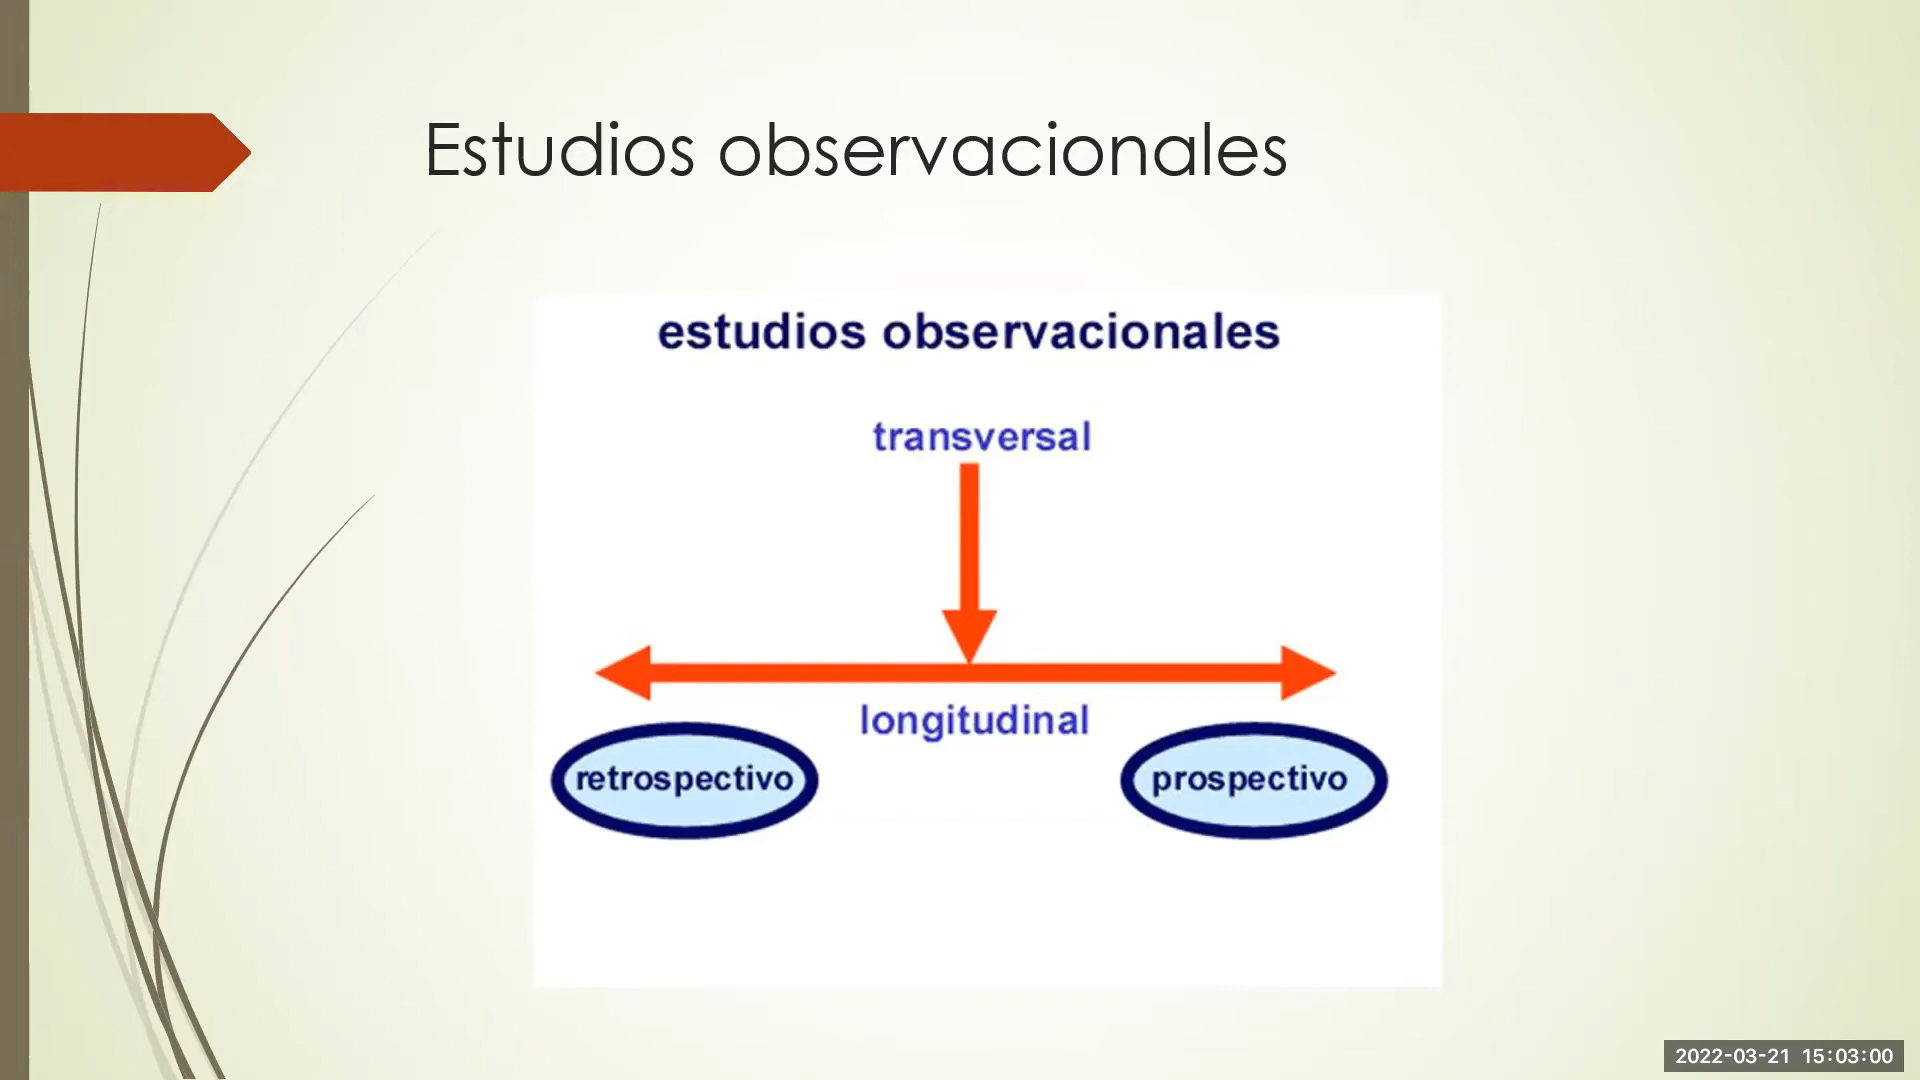 Estudios observacionales
estudios observacionales
transversal
longitudinal
retrospectivo
prospectivo
2022-03-21 15:03:00